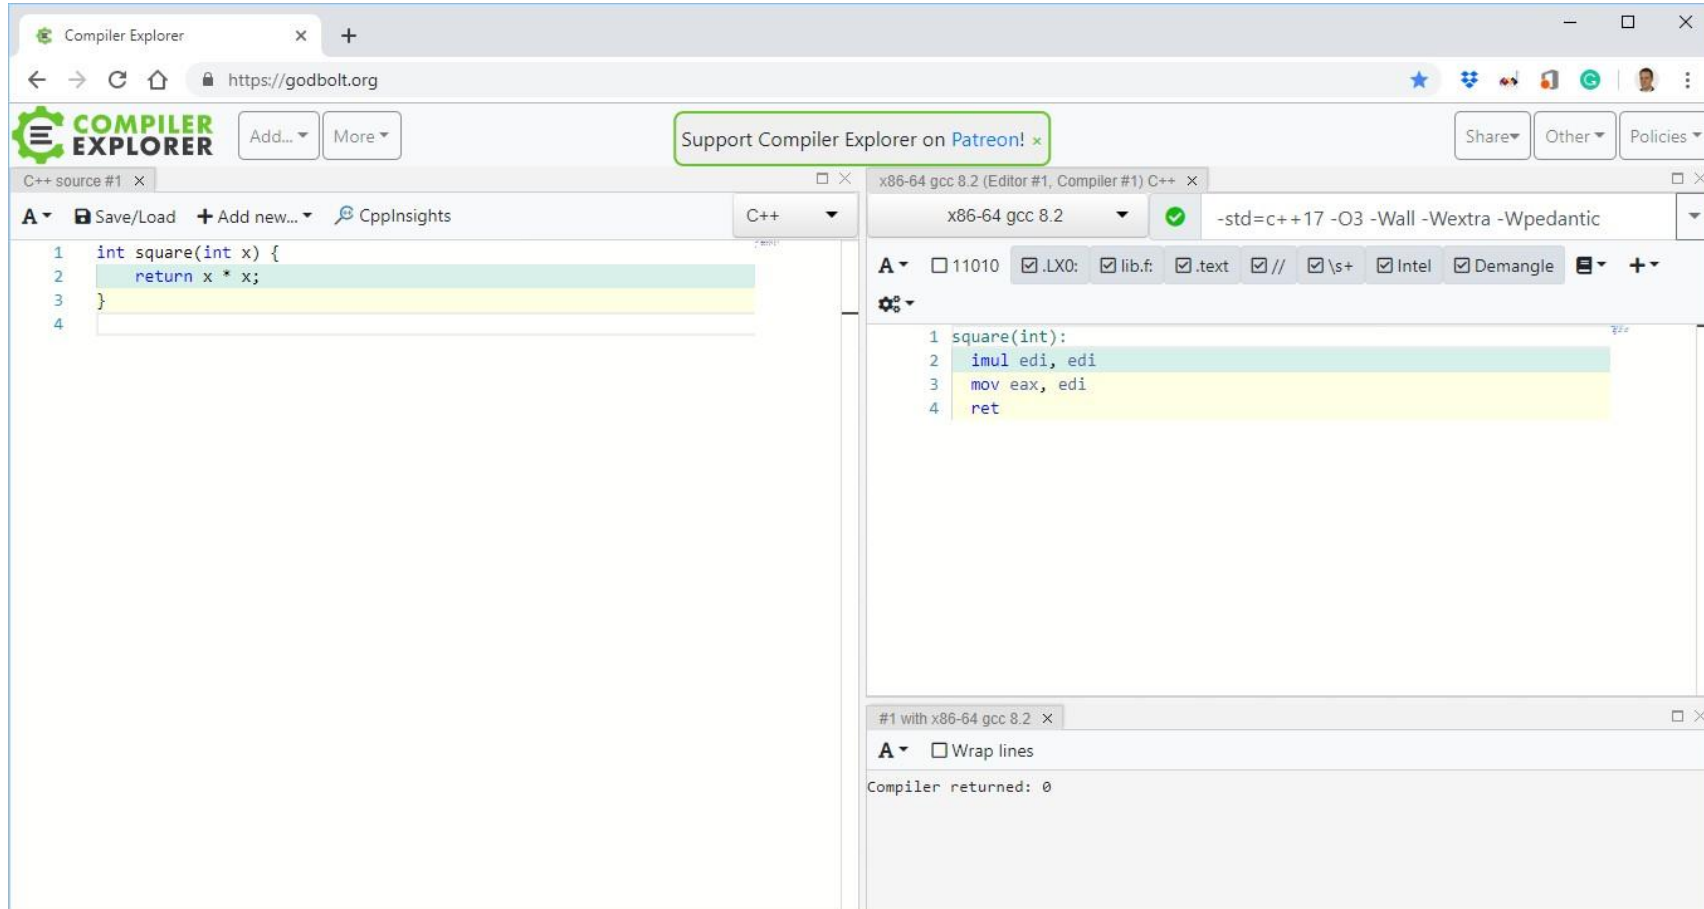 Compiler Explorer
https://godbolt.org
COMPILER
EXPLORER
Add...
More
Support Compiler Explorer on Patreon! ×
Share
Other
Policies
C++ source #1
A
Save/Load
+ Add new...
CppInsights
C++
1 int square(int x) {
2 return x * x;
3 }
4
x86-64 gcc 8.2 (Editor #1, Compiler #1) C++
x86-64 gcc 8.2
-std=c++17 -O3 -Wall -Wextra -Wpedantic
A
11010
.LX0:
lib.f:
.text
//
\s+
Intel
Demangle
1 square(int):
2 imul edi, edi
3 mov eax, edi
4 ret
#1 with x86-64 gcc 8.2
A
Wrap lines
Compiler returned: 0